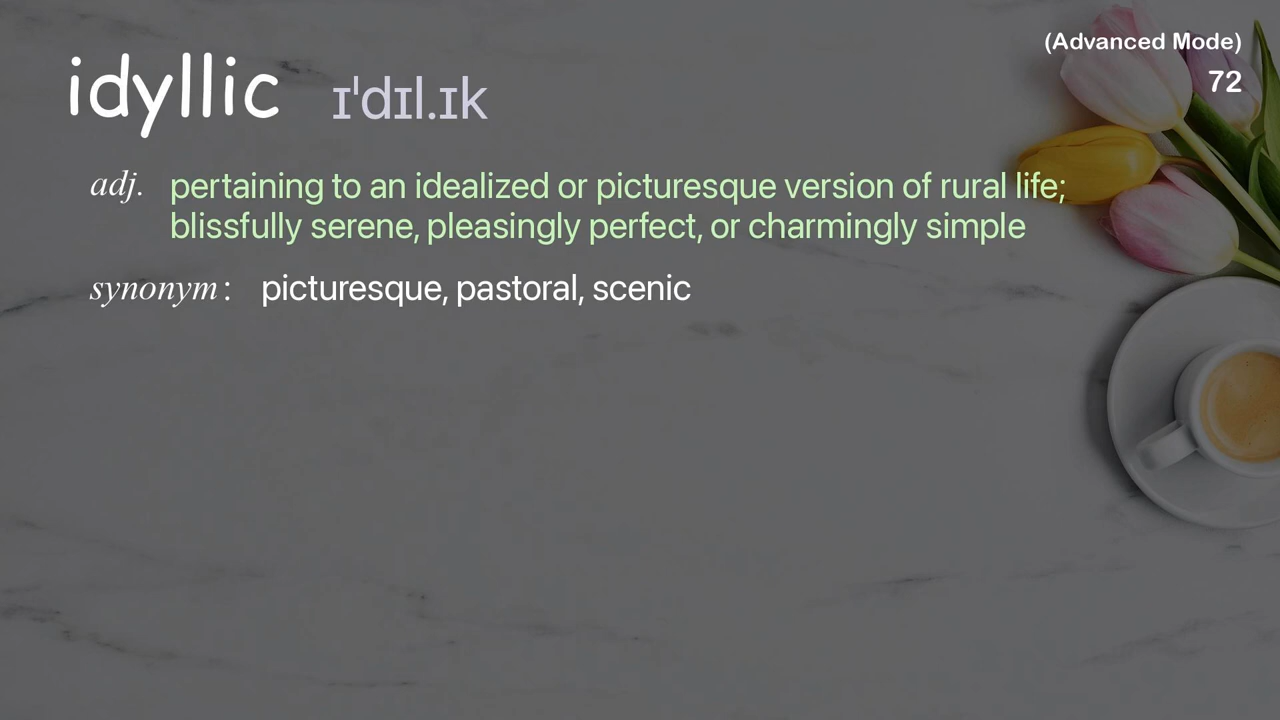 (Advanced Mode)
72
idyllic ɪˈdɪl.ɪk
adj. pertaining to an idealized or picturesque version of rural life;
blissfully serene, pleasingly perfect, or charmingly simple
synonym: picturesque, pastoral, scenic